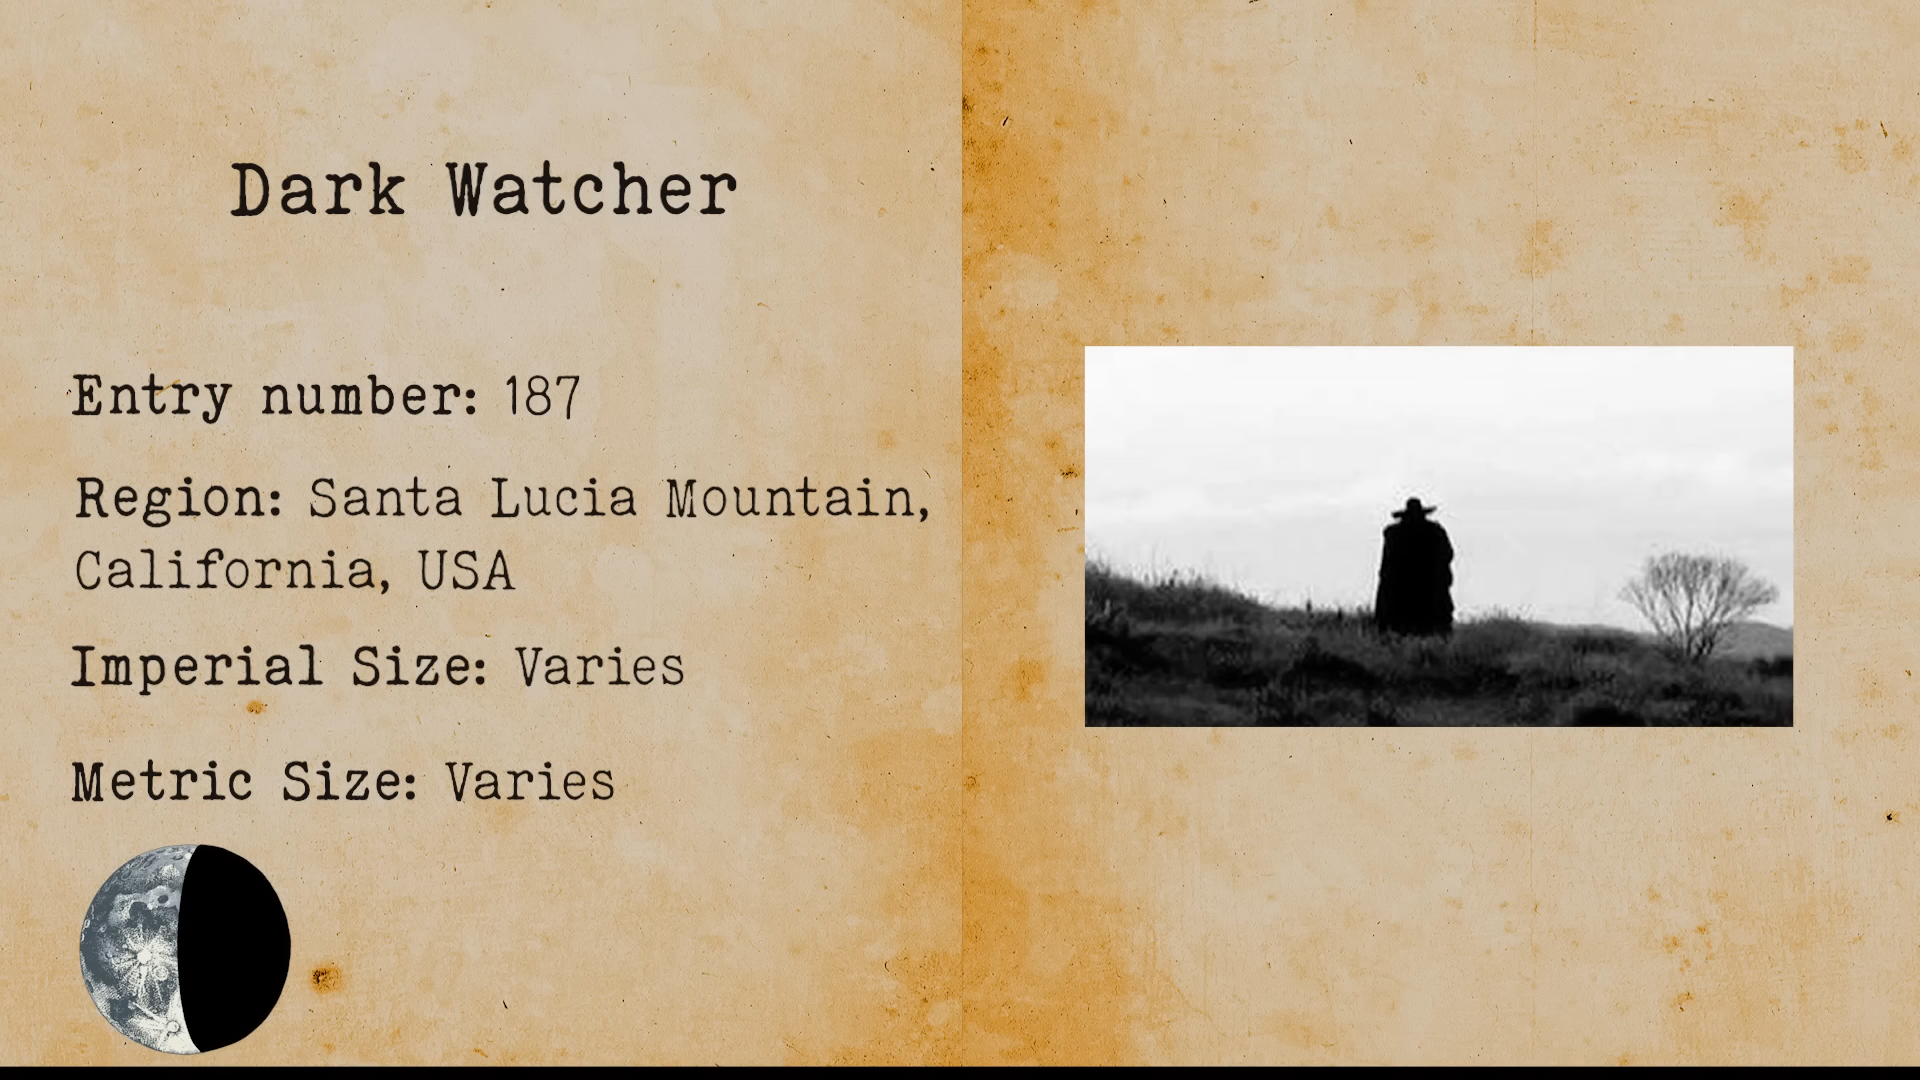 Dark Watcher
Entry number: 187
Region: Santa Lucia Mountain,
California, USA
Imperial Size: Varies
Metric Size: Varies